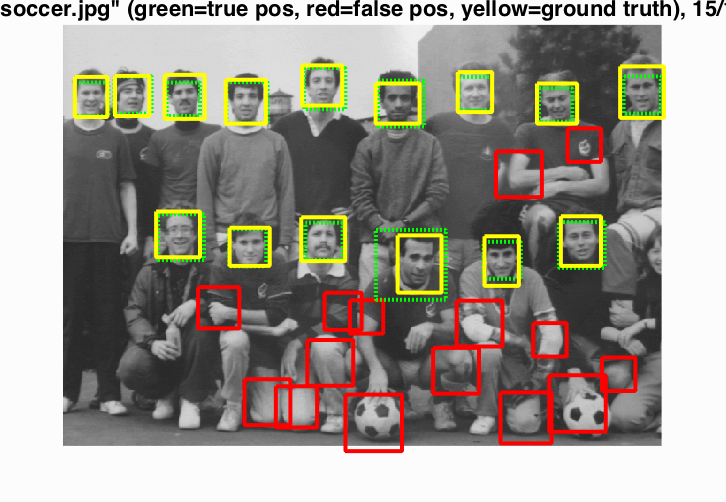 soccer.jpg" (green=true pos, red=false pos, yellow=ground truth), 15/